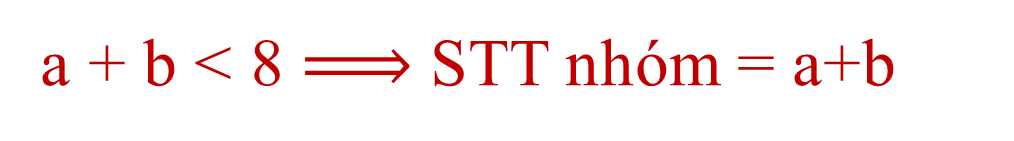 a + b < 8 ⟹ STT nhóm = a+b